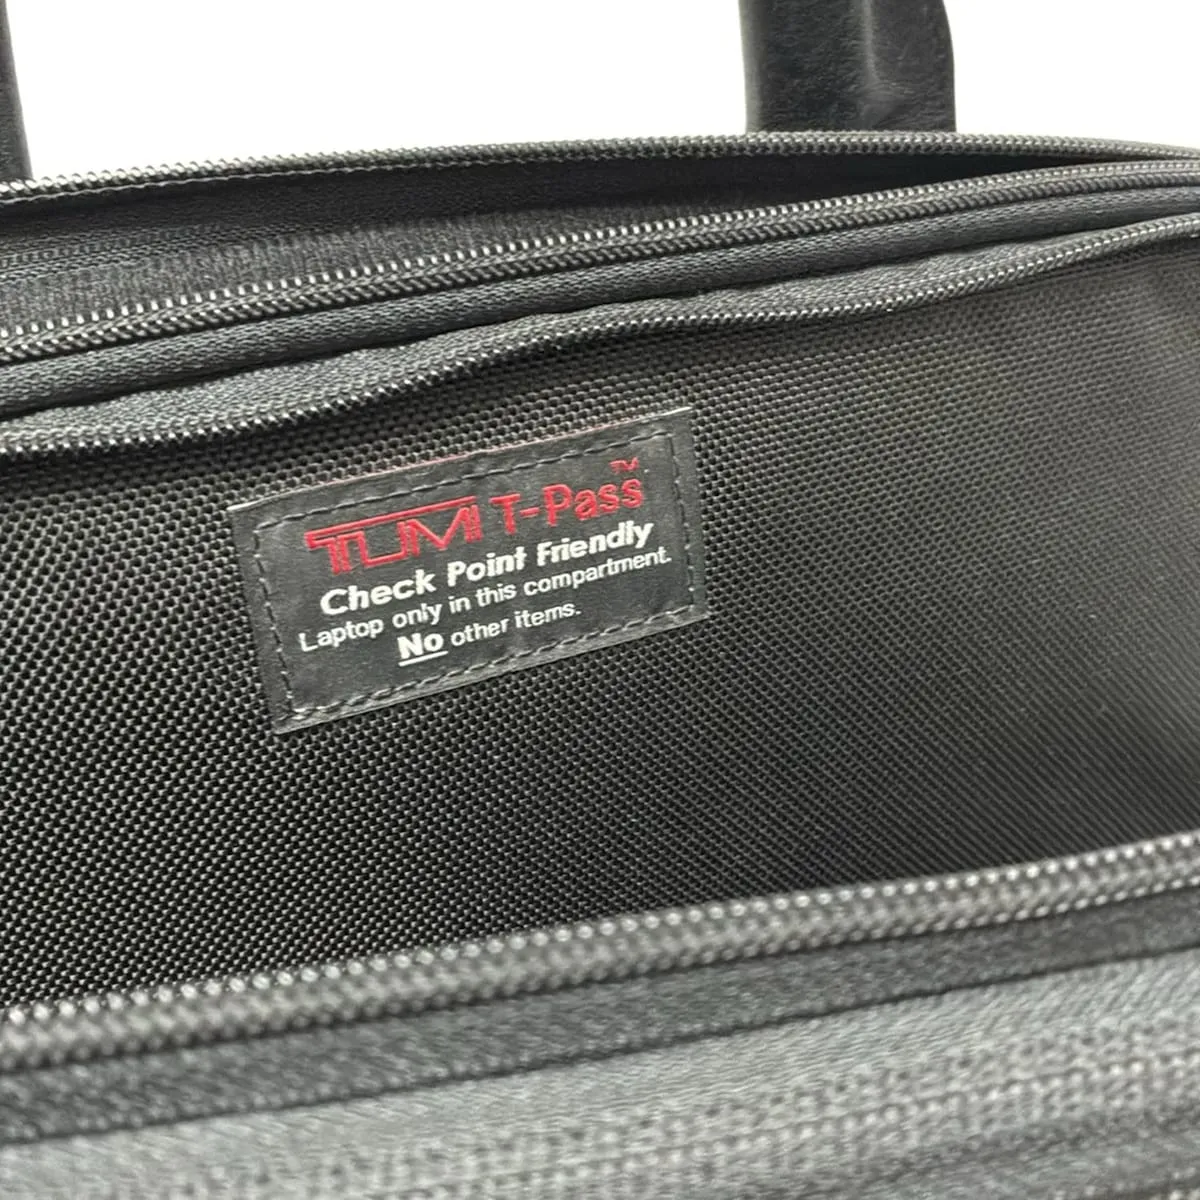 TUMI T-Pass™
Check Point Friendly
Laptop only in this compartment.
No other items.